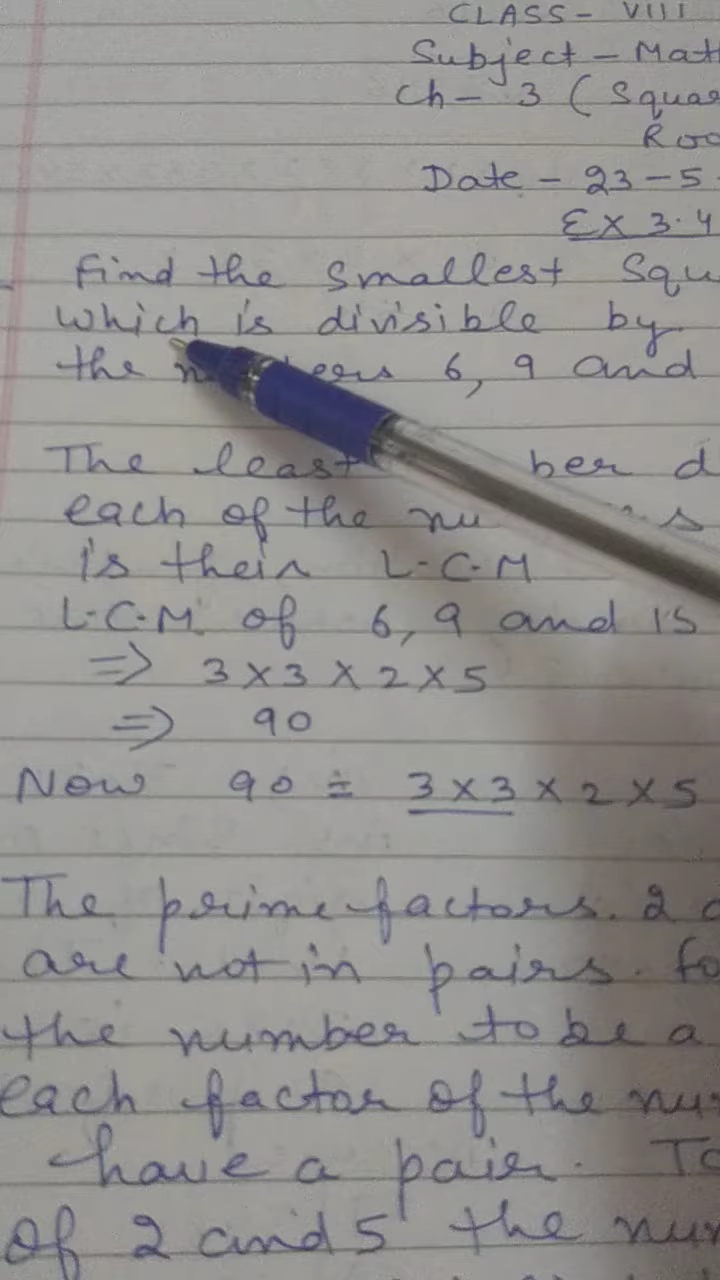 CLASS - VIII
Subject - Mat
Ch - 3 ( Squa
Roo
Date - 23 - 5
Ex 3.4
Find the smallest Squ
which is divisible by
the 6, 9 and
The least ber d
each of the nu
is their L.C.M
L.C.M of 6, 9 and 15
=> 3 x 3 x 2 x 5
=> 90
Now 90 = 3 x 3 x 2 x 5
The prime factors. 2
are not in pairs. fo
the number to be a
each factor of the nu
have a pair. To
of 2 and 5 the nu